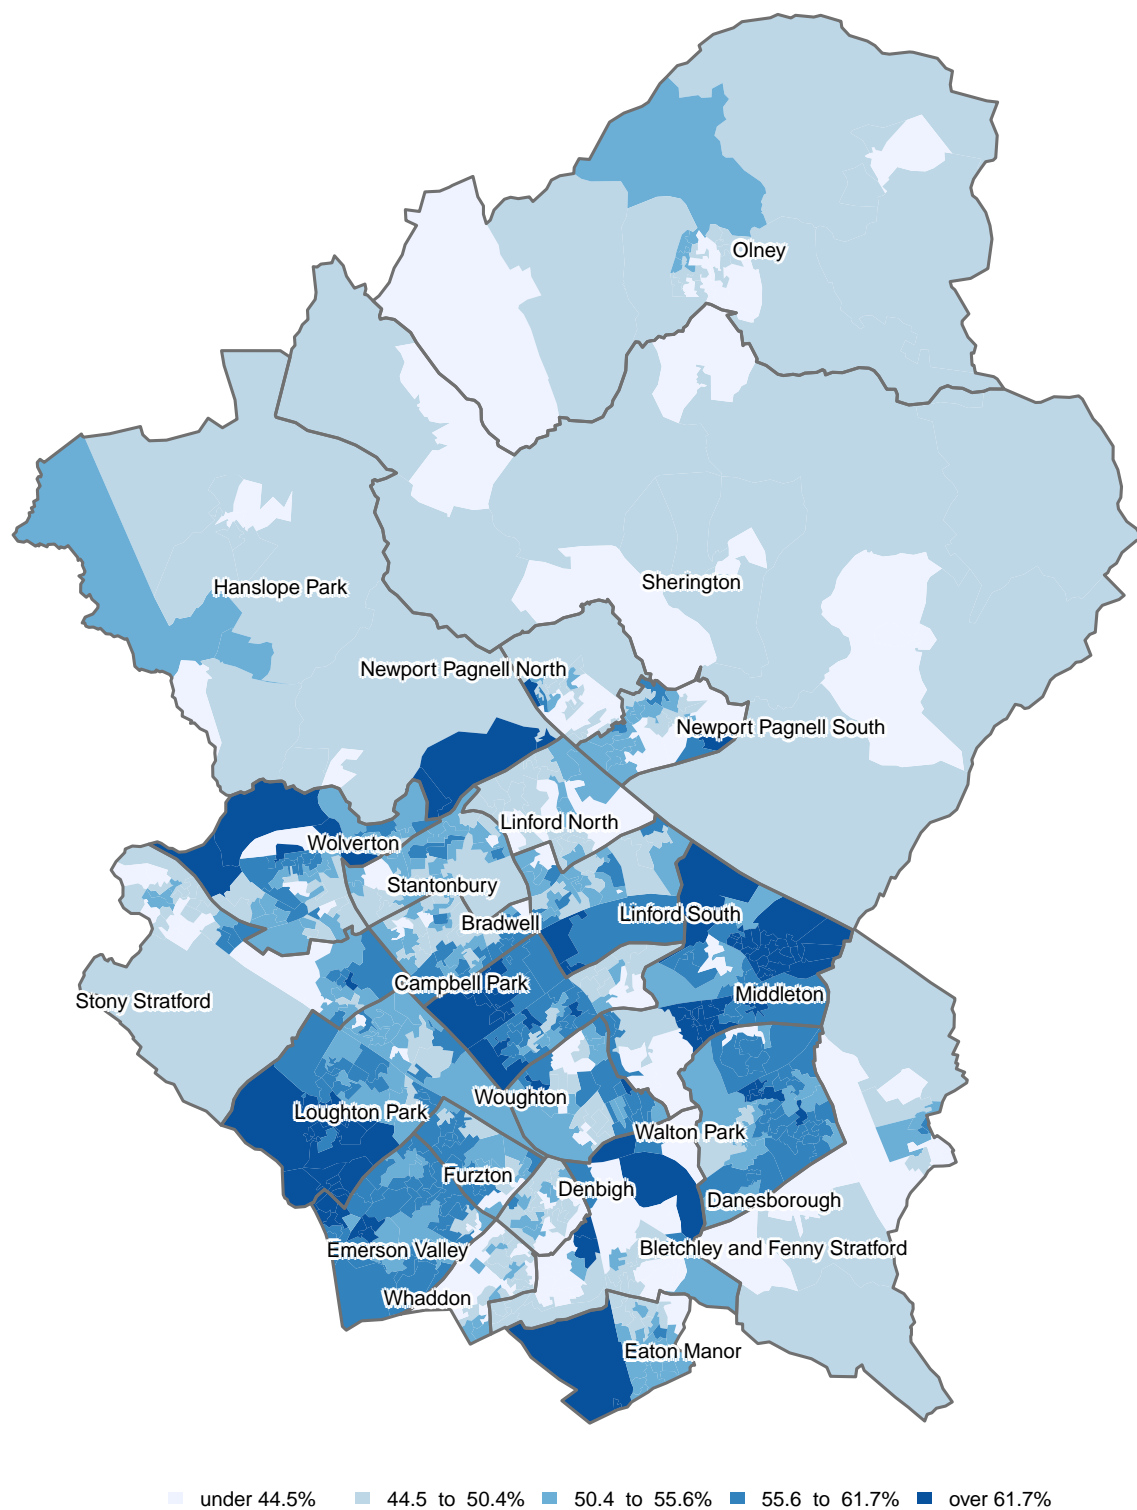 Olney
Sherington
Hanslope Park
Newport Pagnell North
Newport Pagnell South
Linford North
Wolverton
Stantonbury
Linford South
Bradwell
Campbell Park
Middleton
Stony Stratford
Woughton
Loughton Park
Walton Park
Furzton
Denbigh
Danesborough
Emerson Valley
Bletchley and Fenny Stratford
Whaddon
Eaton Manor
under 44.5% 44.5 to 50.4% 50.4 to 55.6% 55.6 to 61.7% over 61.7%